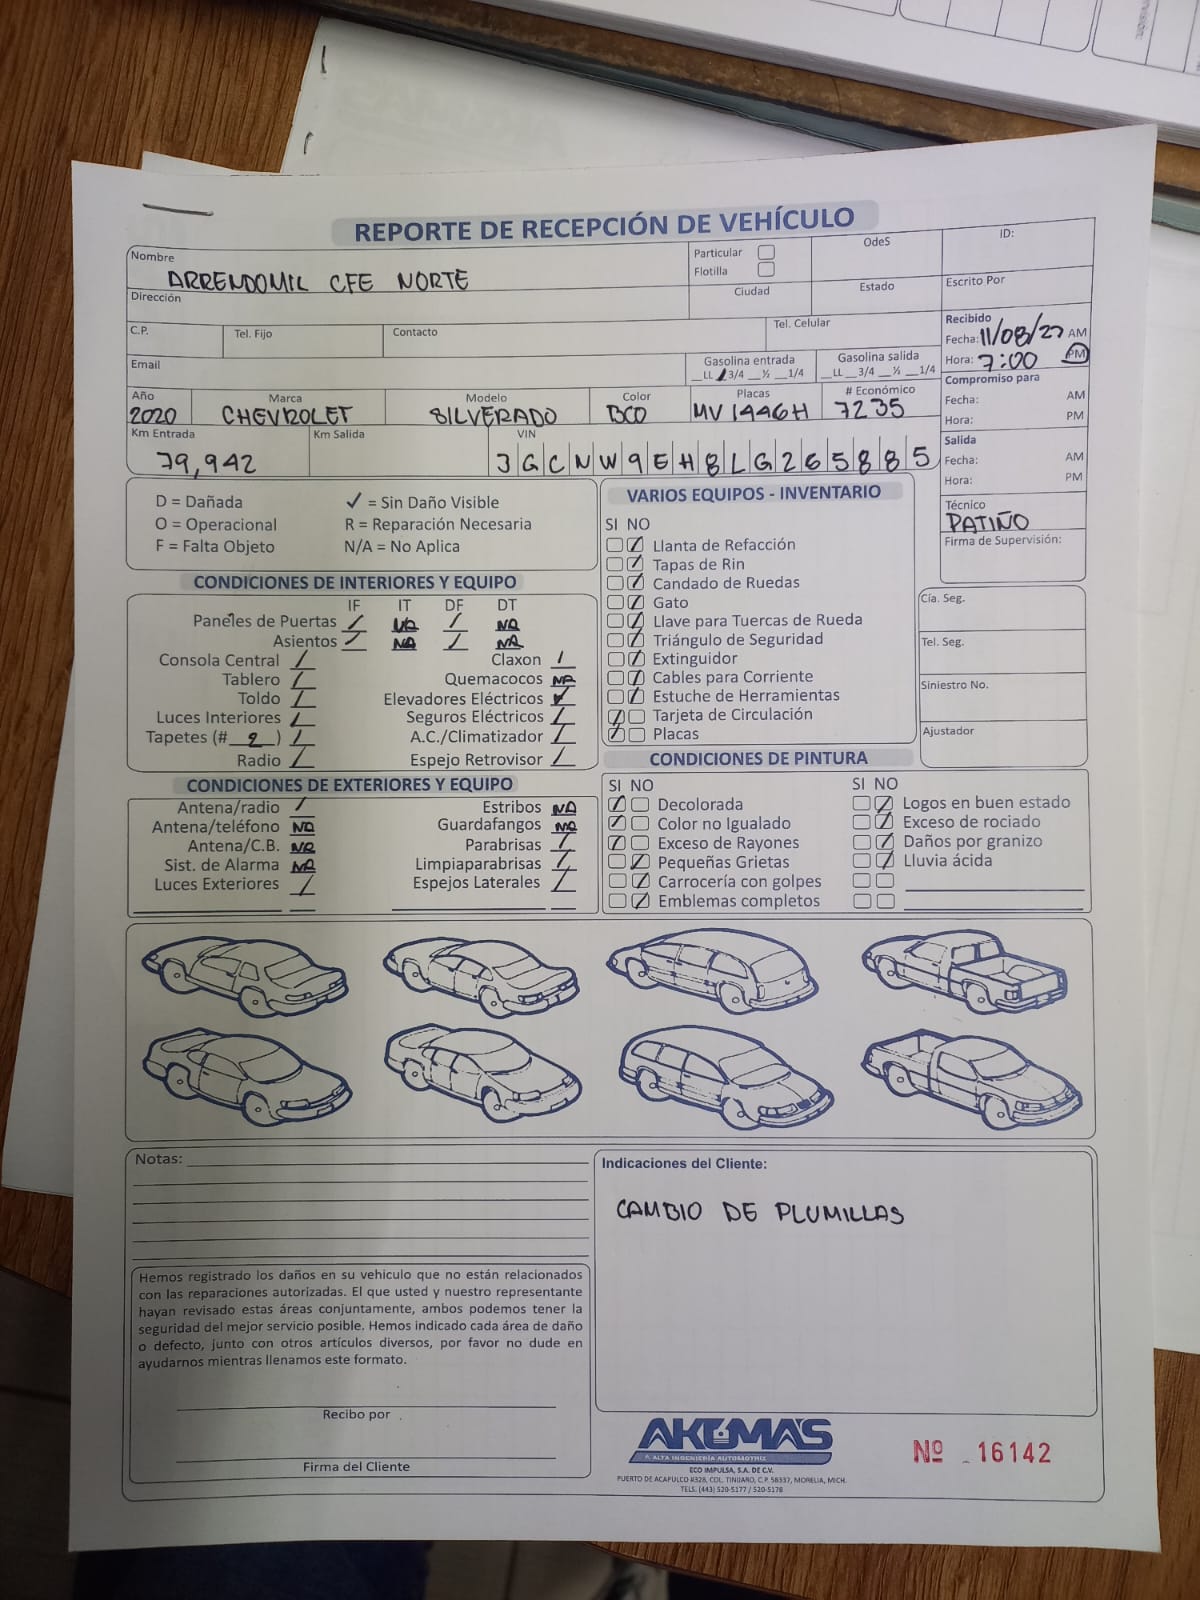 REPORTE DE RECEPCIÓN DE VEHÍCULO
Nombre
ARRENDOMIL CFE NORTE
Particular
Flotilla
OdeS
ID:
Dirección
Ciudad
Estado
Escrito Por
C.P.
Tel. Fijo
Contacto
Tel. Celular
Recibido
Fecha: 11/08/22 AM
Hora: 7:00 PM
Email
Gasolina entrada
__LL __3/4 __½ __1/4
Gasolina salida
__LL __3/4 __½ __1/4
Compromiso para
Fecha: AM
Hora: PM
Año
2020
Marca
CHEVROLET
Modelo
SILVERADO
Color
BCO
Placas
MV1446H
# Económico
7235
Km Entrada
79,942
Km Salida
VIN
3GCNW9EH8LG265885
Salida
Fecha: AM
Hora: PM
Técnico
PATIÑO
Firma de Supervisión:
D = Dañada ✓ = Sin Daño Visible
O = Operacional R = Reparación Necesaria
F = Falta Objeto N/A = No Aplica
VARIOS EQUIPOS - INVENTARIO
SI NO
Llanta de Refacción
Tapas de Rin
Candado de Ruedas
Gato
Llave para Tuercas de Rueda
Triángulo de Seguridad
Extinguidor
Cables para Corriente
Estuche de Herramientas
Tarjeta de Circulación
Placas
Cía. Seg.
Tel. Seg.
Siniestro No.
Ajustador
CONDICIONES DE INTERIORES Y EQUIPO
IF IT DF DT
Paneles de Puertas / NA / NA
Asientos / NA / NA
Consola Central / Claxon /
Tablero / Quemacocos NA
Toldo / Elevadores Eléctricos
Luces Interiores / Seguros Eléctricos /
Tapetes (# 2 ) / A.C./Climatizador /
Radio / Espejo Retrovisor /
CONDICIONES DE EXTERIORES Y EQUIPO
Antena/radio / Estribos NA
Antena/teléfono NA Guardafangos NA
Antena/C.B. NA Parabrisas /
Sist. de Alarma NA Limpiaparabrisas /
Luces Exteriores / Espejos Laterales /
CONDICIONES DE PINTURA
SI NO SI NO
Decolorada Logos en buen estado
Color no Igualado Exceso de rociado
Exceso de Rayones Daños por granizo
Pequeñas Grietas Lluvia ácida
Carrocería con golpes
Emblemas completos
Notas:
Indicaciones del Cliente:
CAMBIO DE PLUMILLAS
Hemos registrado los daños en su vehiculo que no están relacionados
con las reparaciones autorizadas. El que usted y nuestro representante
hayan revisado estas áreas conjuntamente, ambos podemos tener la
seguridad del mejor servicio posible. Hemos indicado cada área de daño
o defecto, junto con otros artículos diversos, por favor no dude en
ayudarnos mientras llenamos este formato.
Recibo por
Firma del Cliente
AKUMA'S
ALTA INGENIERÍA AUTOMOTRIZ
ECO IMPULSA, S.A. DE C.V.
PUERTO DE ACAPULCO #328, COL. TINIJARO, C.P. 58337, MORELIA, MICH.
TELS. (443) 520-5177 / 520-5178
Nº 16142